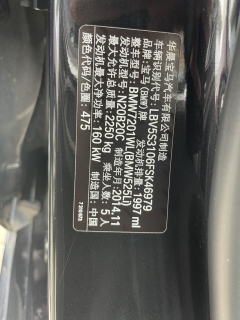 华晨宝马汽车有限公司制造
品牌:宝马(BMW)
车辆识别代号:LBV5S3106FSK46979
整车型号:BMW7201WL(BMW525Li)
发动机型号:N20B20C 发动机排量:1997 ml
最大允许总质量:2250 kg 制造年月:2014,11
发动机最大净功率:160 kW 乘坐人数:5人
颜色代码/色差:475 制造国:中国